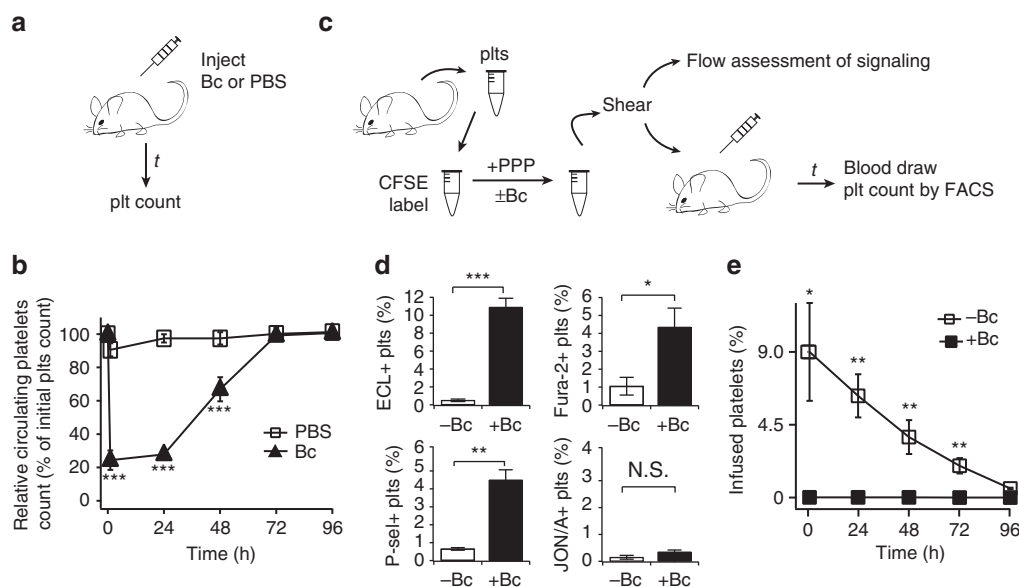 a
Inject
Bc or PBS
t
plt count
c
plts
CFSE
label
+PPP
±Bc
Shear
Flow assessment of signaling
t
Blood draw
plt count by FACS
b
Relative circulating platelets
count (% of initial plts count)
100
80
60
40
20
0
***
***
***
PBS
Bc
0
24
48
72
96
Time (h)
d
ECL+ plts (%)
12
10
8
6
4
2
0
***
–Bc
+Bc
Fura-2+ plts (%)
6
5
4
3
2
1
0
*
–Bc
+Bc
P-sel+ plts (%)
6
4
2
0
**
–Bc
+Bc
JON/A+ plts (%)
4
3
2
1
0
N.S.
–Bc
+Bc
e
Infused platelets (%)
9.0
4.5
0
*
**
**
**
–Bc
+Bc
0
24
48
72
96
Time (h)